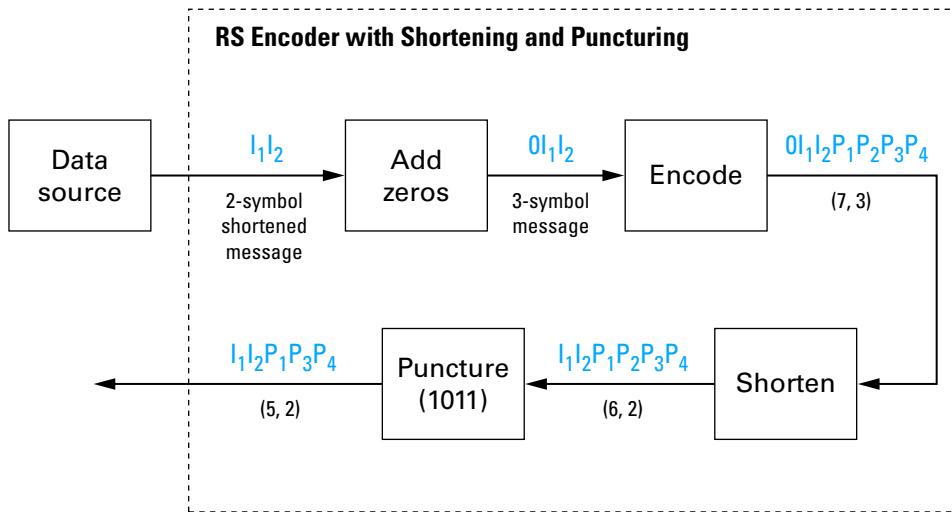 RS Encoder with Shortening and Puncturing
Data
source
I₁I₂
2-symbol
shortened
message
Add
zeros
0I₁I₂
3-symbol
message
Encode
0I₁I₂P₁P₂P₃P₄
(7, 3)
Shorten
I₁I₂P₁P₂P₃P₄
(6, 2)
Puncture
(1011)
I₁I₂P₁P₃P₄
(5, 2)